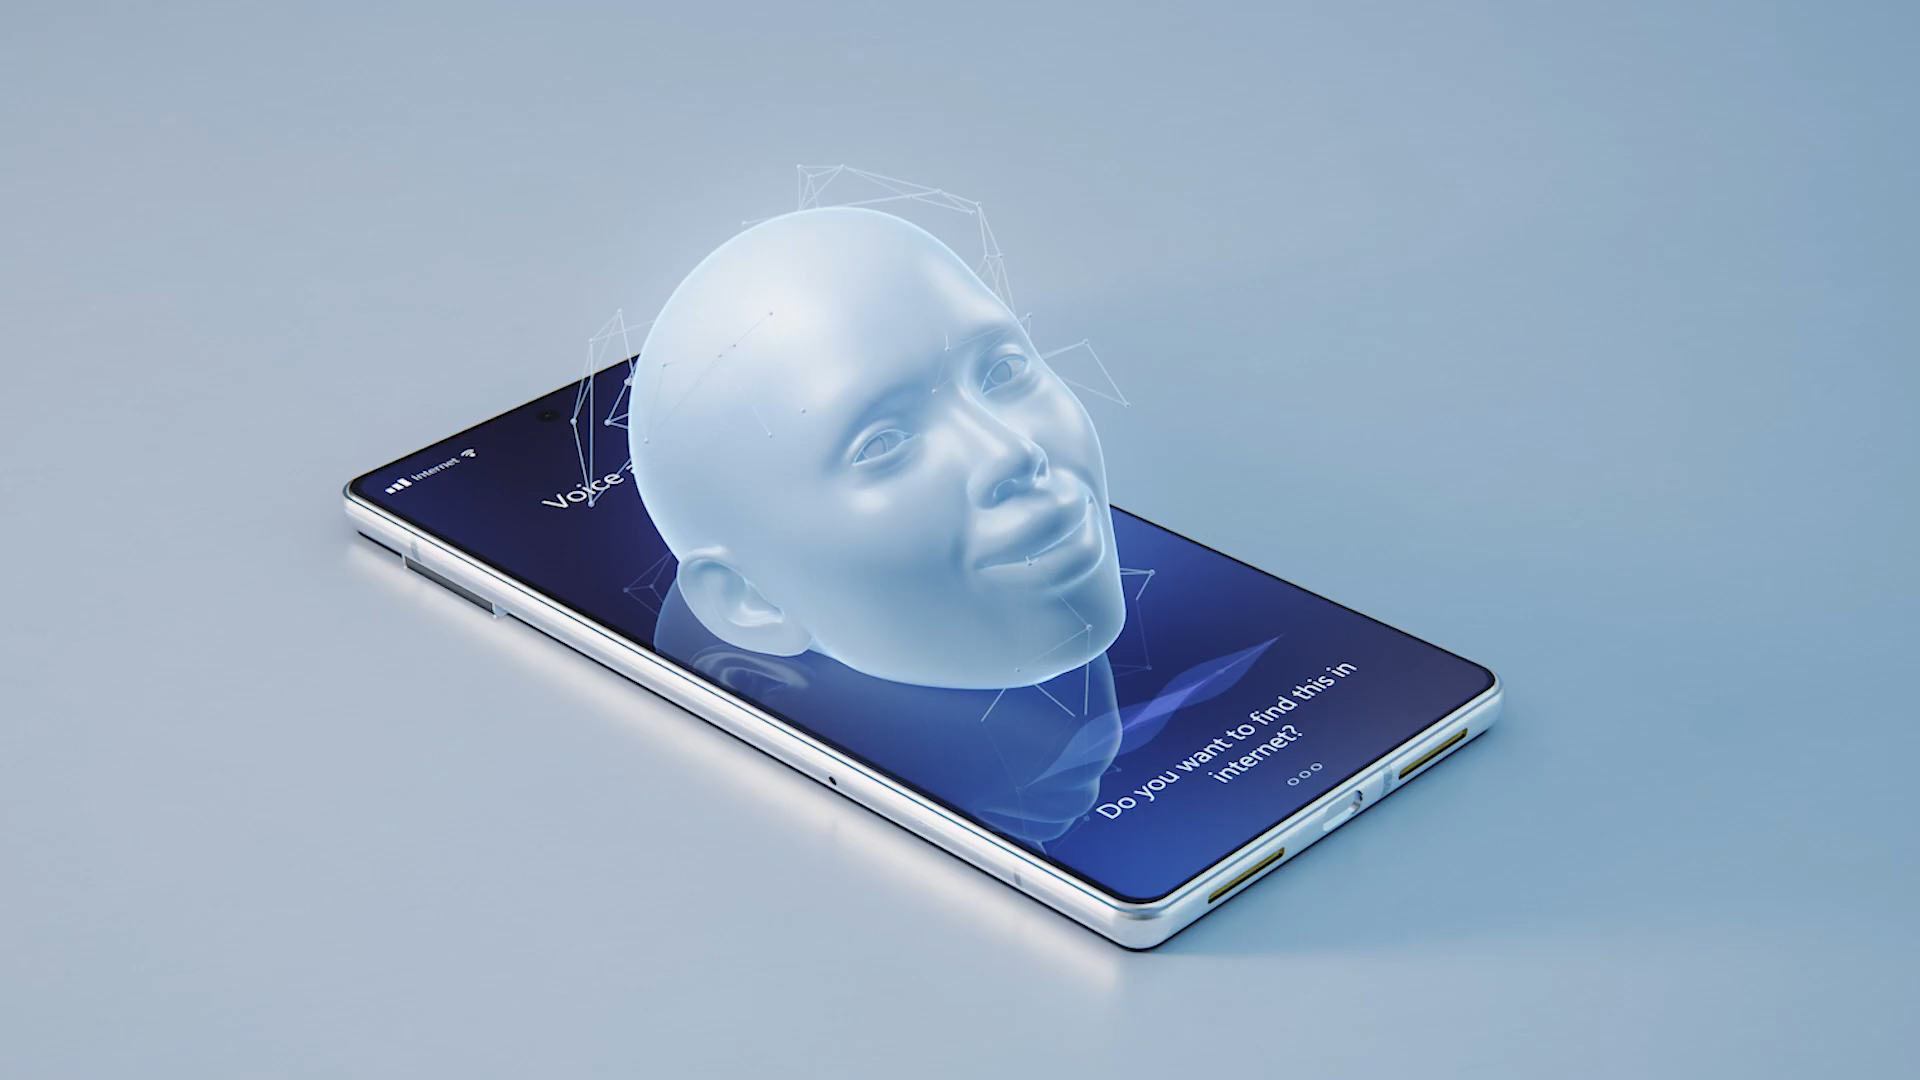 Internet
Voice
Do you want to find this in
internet?